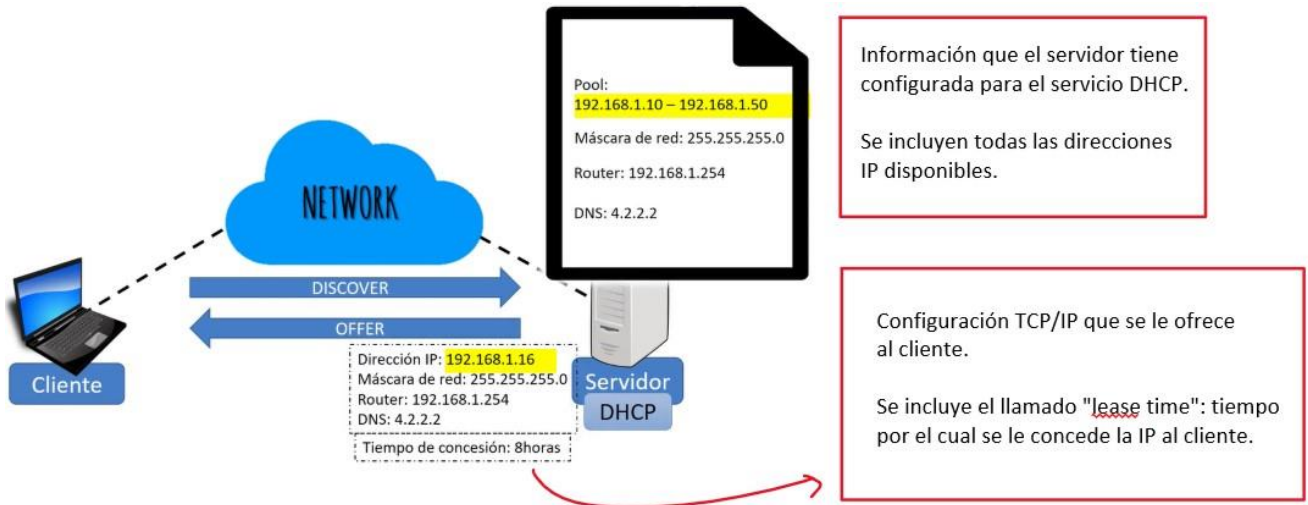 Pool:
192.168.1.10 – 192.168.1.50
Máscara de red: 255.255.255.0
Router: 192.168.1.254
DNS: 4.2.2.2
Información que el servidor tiene
configurada para el servicio DHCP.
Se incluyen todas las direcciones
IP disponibles.
NETWORK
DISCOVER
OFFER
Cliente
Dirección IP: 192.168.1.16
Máscara de red: 255.255.255.0
Router: 192.168.1.254
DNS: 4.2.2.2
Tiempo de concesión: 8horas
Servidor
DHCP
Configuración TCP/IP que se le ofrece
al cliente.
Se incluye el llamado "lease time": tiempo
por el cual se le concede la IP al cliente.